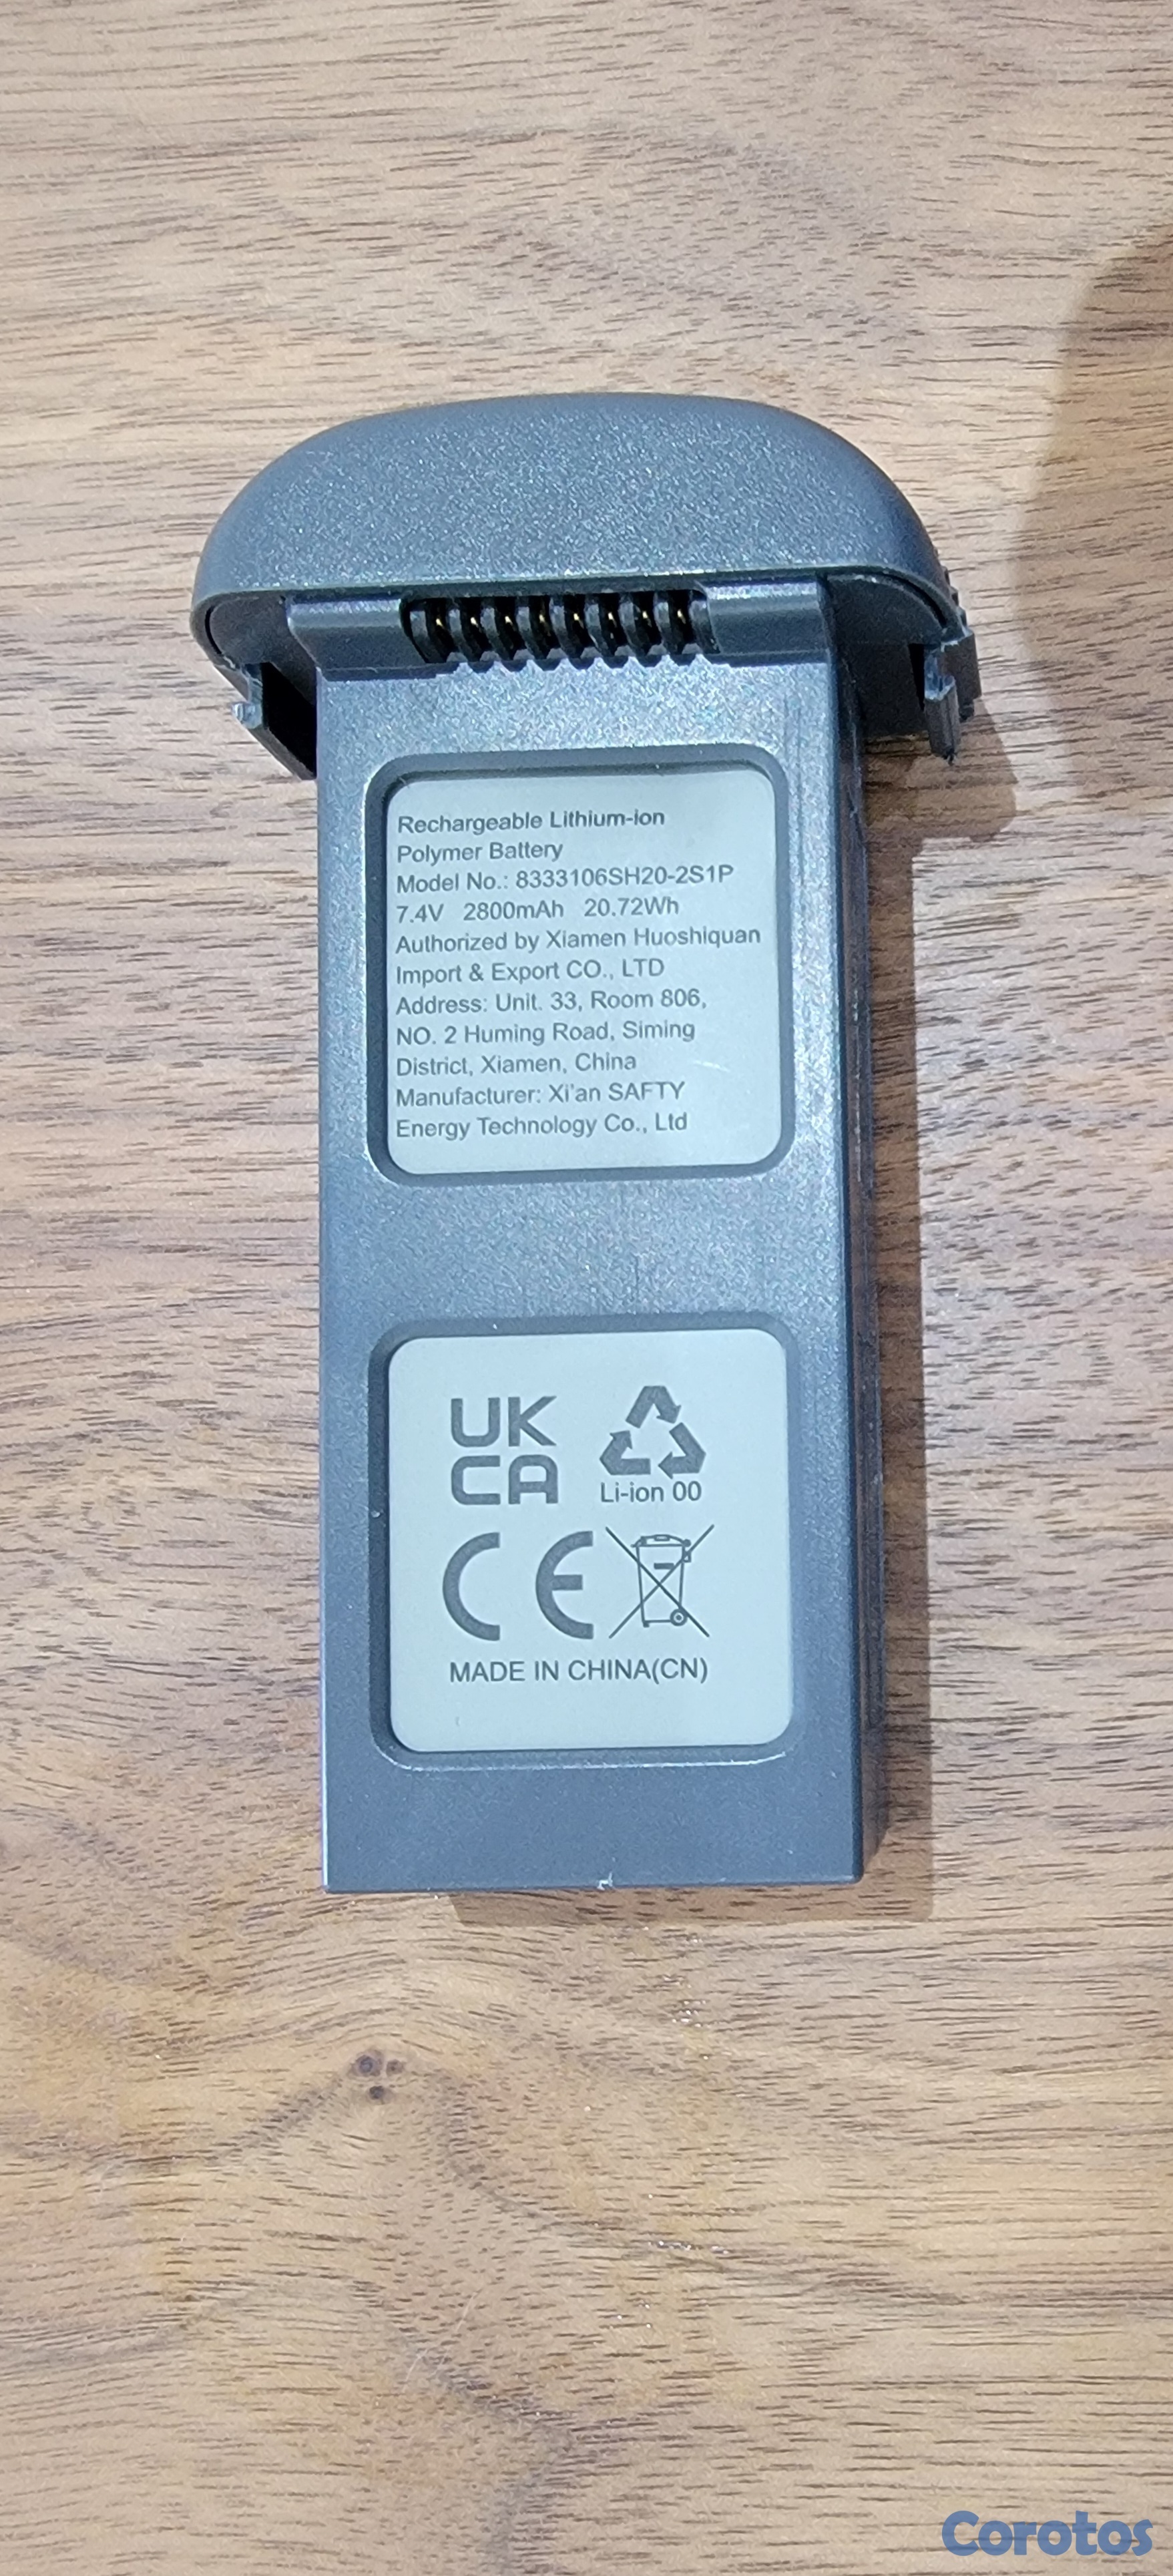 Rechargeable Lithium-ion
Polymer Battery
Model No.: 8333106SH20-2S1P
7.4V 2800mAh 20.72Wh
Authorized by Xiamen Huoshiquan
Import & Export CO., LTD
Address: Unit. 33, Room 806,
NO. 2 Huming Road, Siming
District, Xiamen, China
Manufacturer: Xi'an SAFTY
Energy Technology Co., Ltd
UK
CA
Li-ion 00
CE
MADE IN CHINA(CN)
Corotos